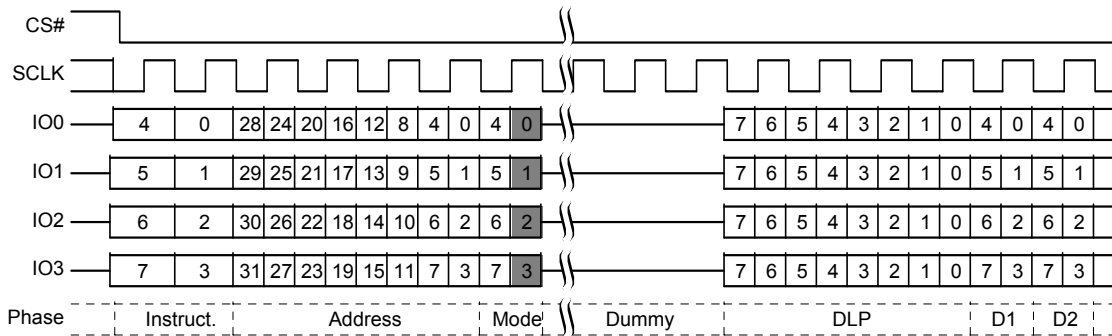 CS#
SCLK
IO0 4 0 28 24 20 16 12 8 4 0 4 0 7 6 5 4 3 2 1 0 4 0 4 0
IO1 5 1 29 25 21 17 13 9 5 1 5 1 7 6 5 4 3 2 1 0 5 1 5 1
IO2 6 2 30 26 22 18 14 10 6 2 6 2 7 6 5 4 3 2 1 0 6 2 6 2
IO3 7 3 31 27 23 19 15 11 7 3 7 3 7 6 5 4 3 2 1 0 7 3 7 3
Phase Instruct. Address Mode Dummy DLP D1 D2